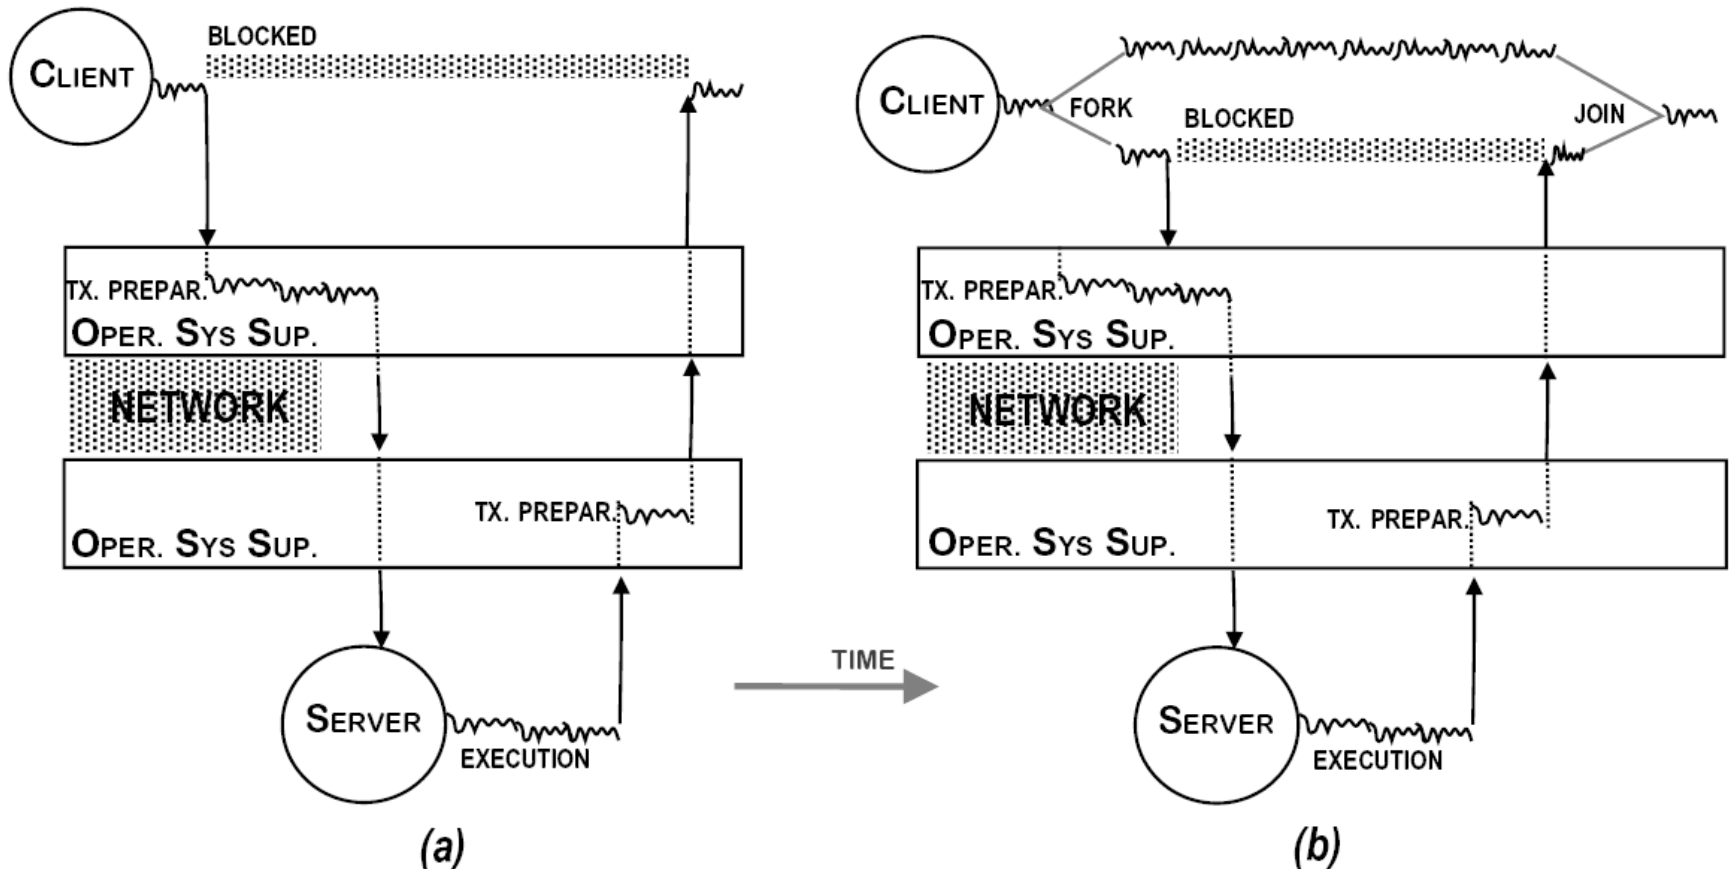 BLOCKED
CLIENT
TX. PREPAR.
OPER. SYS SUP.
NETWORK
TX. PREPAR.
OPER. SYS SUP.
SERVER
EXECUTION
(a)
TIME
CLIENT
FORK
BLOCKED
JOIN
TX. PREPAR.
OPER. SYS SUP.
NETWORK
TX. PREPAR.
OPER. SYS SUP.
SERVER
EXECUTION
(b)